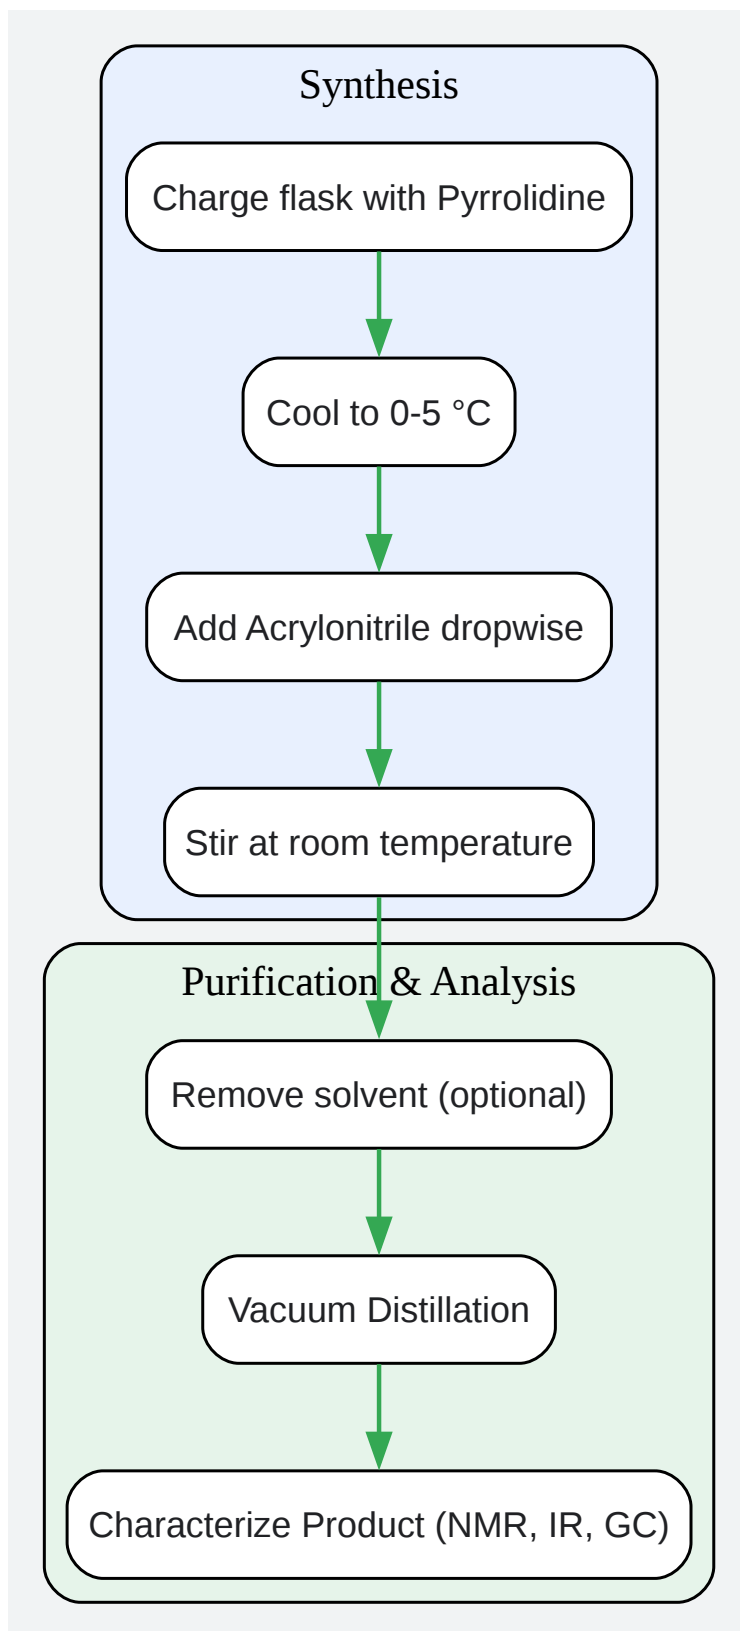 Synthesis
Charge flask with Pyrrolidine
Cool to 0-5 °C
Add Acrylonitrile dropwise
Stir at room temperature
Purification & Analysis
Remove solvent (optional)
Vacuum Distillation
Characterize Product (NMR, IR, GC)